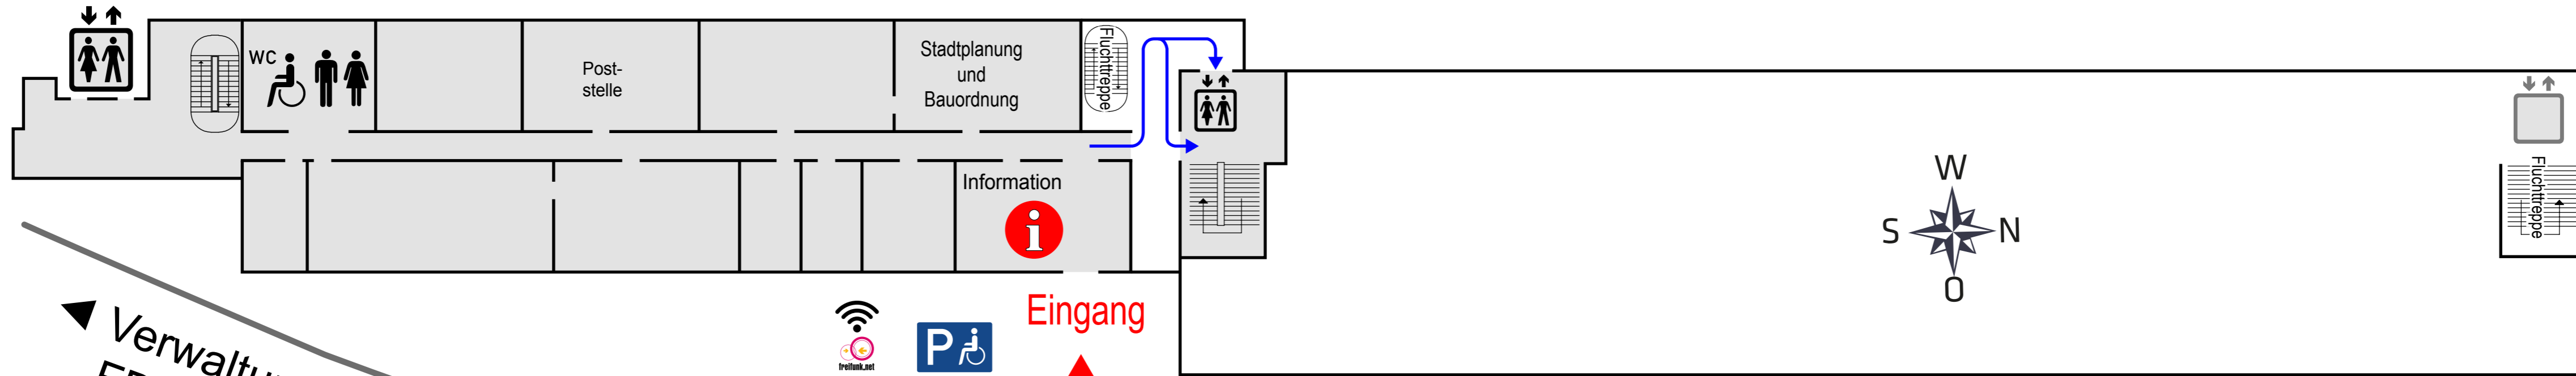 WC
Post-
stelle
Stadtplanung
und
Bauordnung
Fluchttreppe
Information
i
Eingang
P
freifunk.net
W
S
N
O
Fluchttreppe